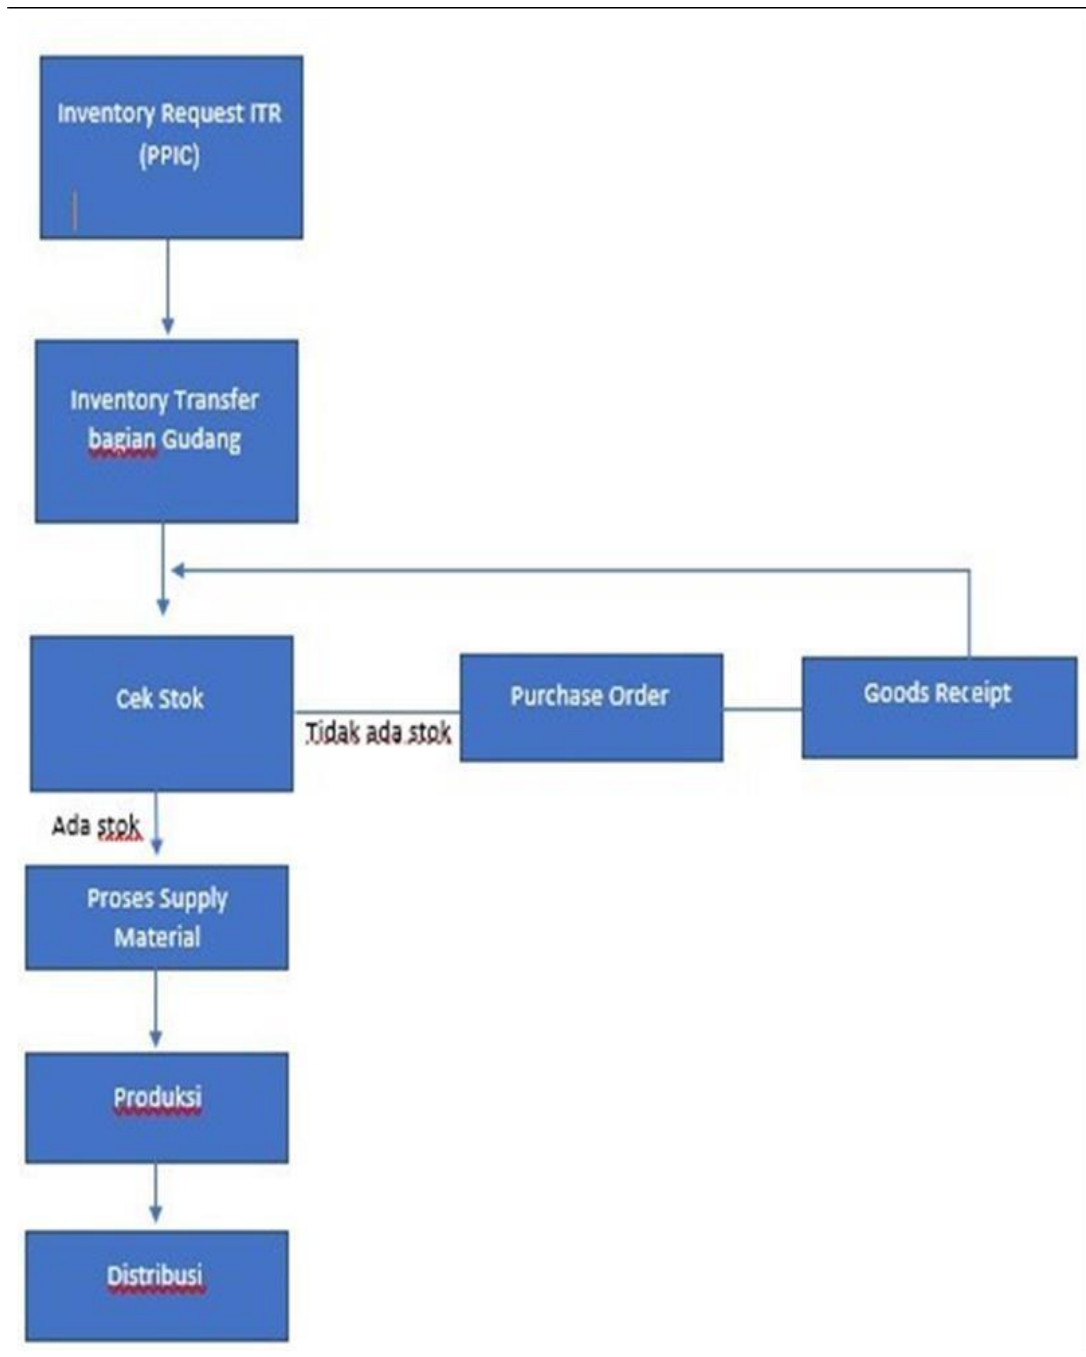 Inventory Request ITR
(PPIC)
Inventory Transfer
bagian Gudang
Cek Stok
Tidak ada stok
Purchase Order
Goods Receipt
Ada stok
Proses Supply
Material
Produksi
Distribusi